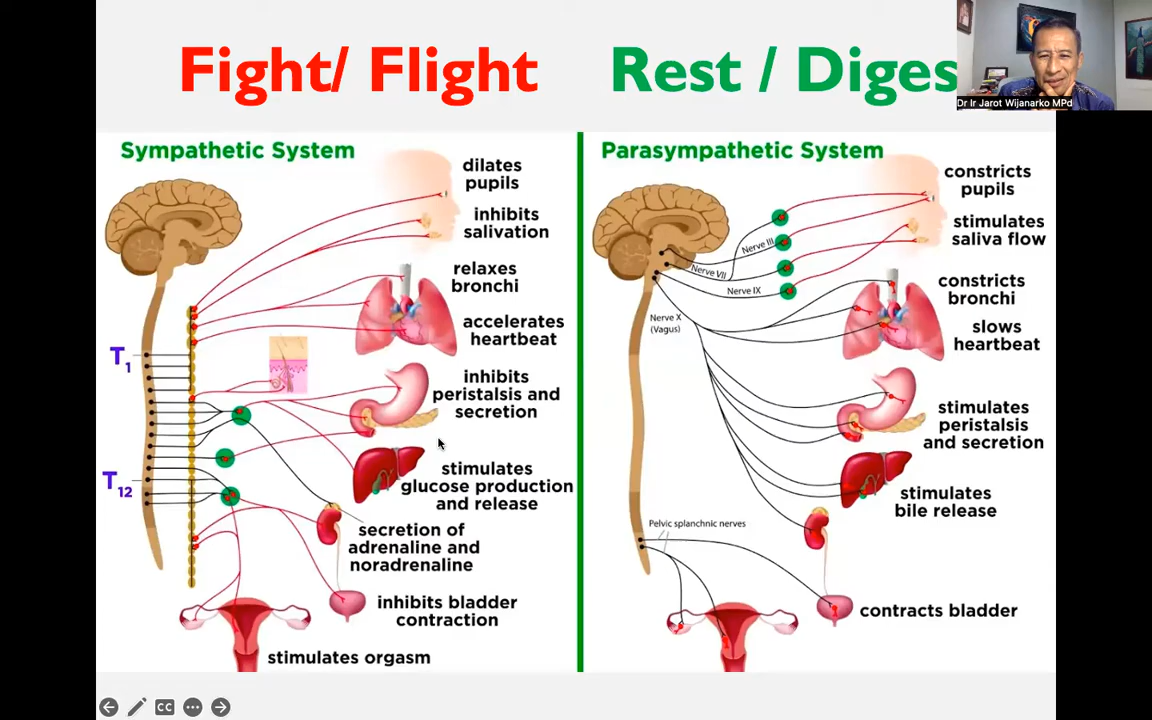 Fight/ Flight
Rest / Diges
Dr Ir Jarot Wijanarko MPd
Sympathetic System
dilates
pupils
inhibits
salivation
relaxes
bronchi
accelerates
heartbeat
T1
inhibits
peristalsis and
secretion
T12
stimulates
glucose production
and release
secretion of
adrenaline and
noradrenaline
inhibits bladder
contraction
stimulates orgasm
Parasympathetic System
constricts
pupils
stimulates
saliva flow
Nerve III
Nerve VII
Nerve IX
Nerve X
(Vagus)
constricts
bronchi
slows
heartbeat
stimulates
peristalsis
and secretion
stimulates
bile release
Pelvic splanchnic nerves
contracts bladder
CC